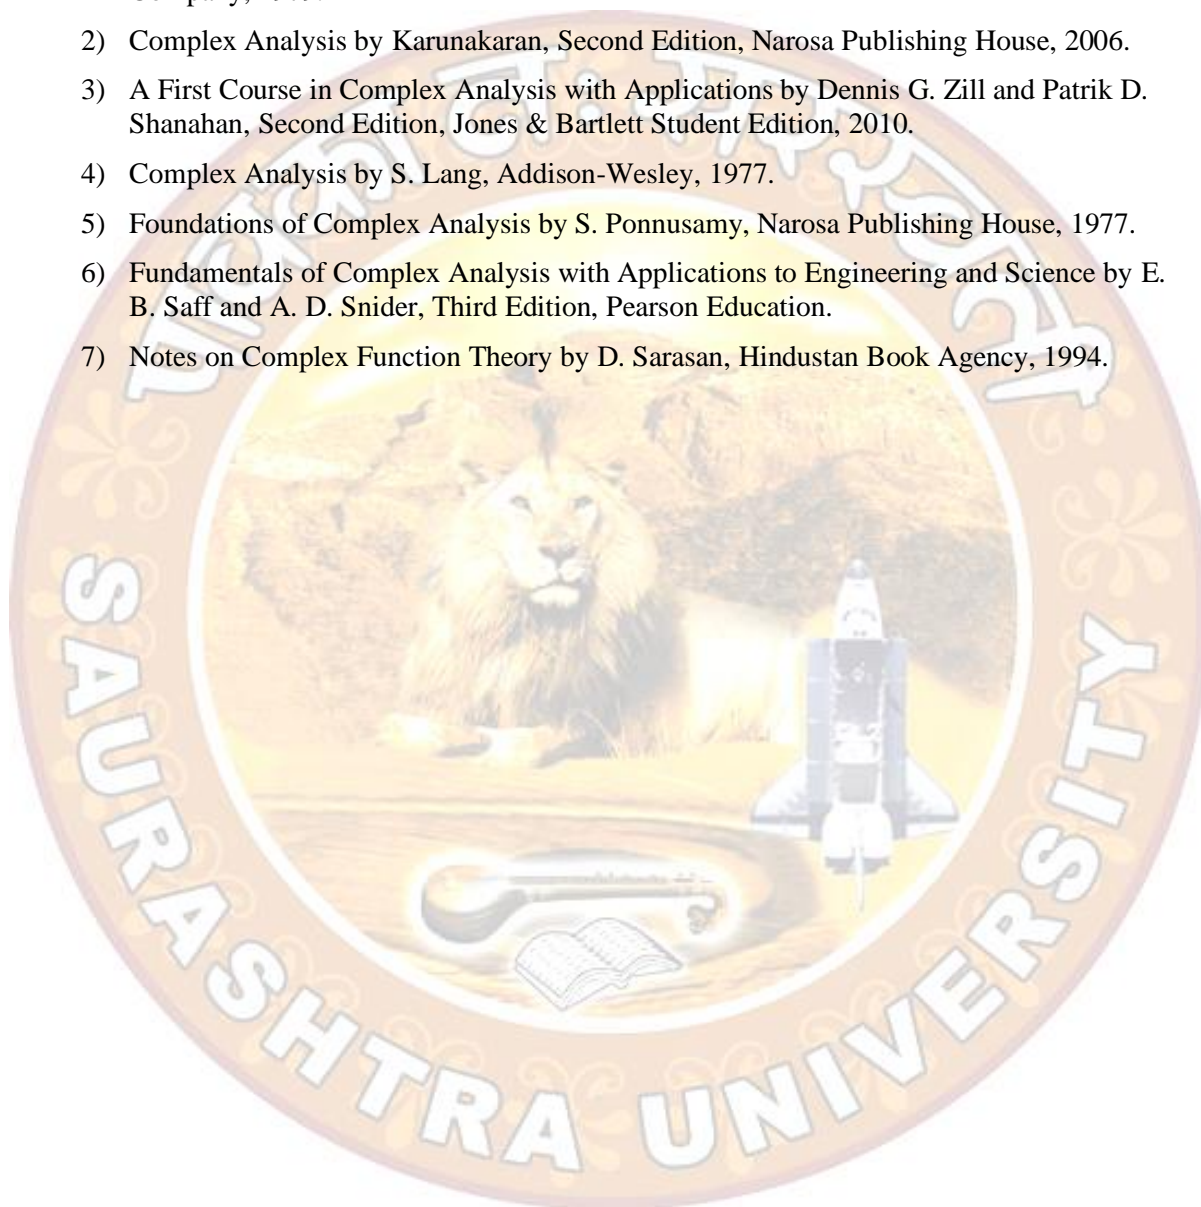 2) Complex Analysis by Karunakaran, Second Edition, Narosa Publishing House, 2006.
3) A First Course in Complex Analysis with Applications by Dennis G. Zill and Patrik D.
Shanahan, Second Edition, Jones & Bartlett Student Edition, 2010.
4) Complex Analysis by S. Lang, Addison-Wesley, 1977.
5) Foundations of Complex Analysis by S. Ponnusamy, Narosa Publishing House, 1977.
6) Fundamentals of Complex Analysis with Applications to Engineering and Science by E.
B. Saff and A. D. Snider, Third Edition, Pearson Education.
7) Notes on Complex Function Theory by D. Sarasan, Hindustan Book Agency, 1994.
पावका नः सरस्वती
SAURASHTRA UNIVERSITY